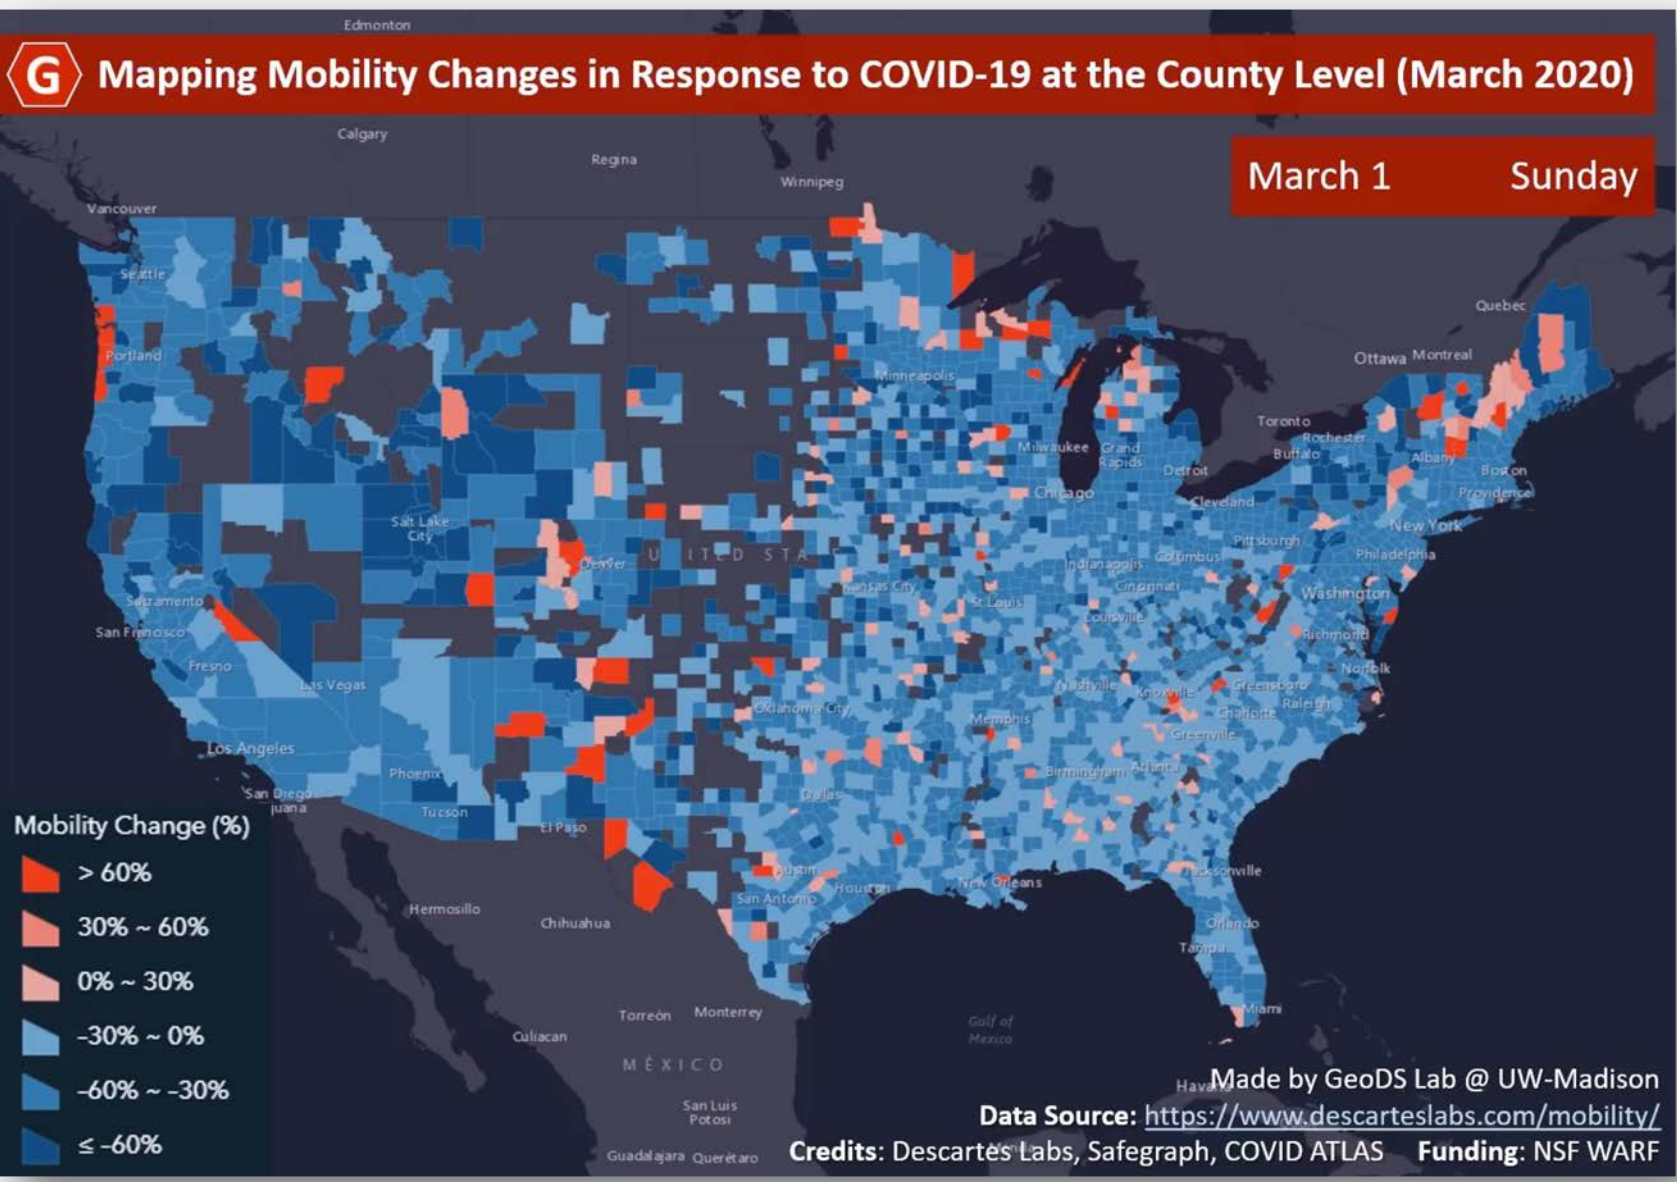 Edmonton
G Mapping Mobility Changes in Response to COVID-19 at the County Level (March 2020)
Calgary
Regina
Winnipeg
March 1 Sunday
Vancouver
Seattle
Quebec
Portland
Ottawa Montreal
Minneapolis
Toronto
Rochester
Milwaukee Grand
Rapids
Buffalo
Albany
Detroit
Boston
Chicago
Cleveland
Providence
Salt Lake
City
New York
Pittsburgh
Denver
Philadelphia
Indianapolis
Columbus
Kansas City
Cincinnati
Washington
Sacramento
St Louis
Louisville
San Francisco
Richmond
Fresno
Norfolk
Las Vegas
Nashville
Knoxville
Greensboro
Oklahoma City
Raleigh
Memphis
Charlotte
Greenville
Los Angeles
Phoenix
Birmingham Atlanta
San Diego
Dallas
juana
Tucson
El Paso
Mobility Change (%)
> 60%
30% ~ 60%
0% ~ 30%
-30% ~ 0%
-60% ~ -30%
≤ -60%
Austin
Jacksonville
Houston
New Orleans
San Antonio
Hermosillo
Chihuahua
Orlando
Tampa
Miami
Torreón
Monterrey
Gulf of
Mexico
Culiacan
MÉXICO
San Luis
Potosi
Guadalajara Querétaro
Made by GeoDS Lab @ UW-Madison
Data Source: https://www.descarteslabs.com/mobility/
Credits: Descartes Labs, Safegraph, COVID ATLAS Funding: NSF WARF